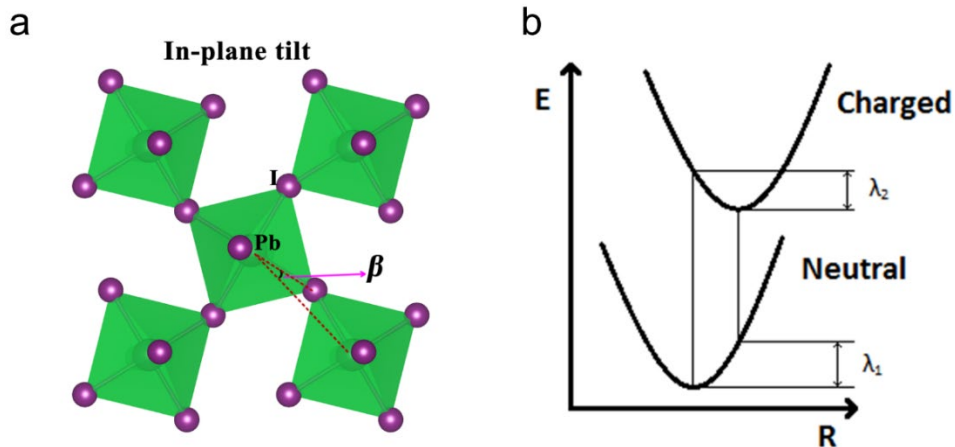 a
In-plane tilt
I
Pb
β
b
E
Charged
λ2
Neutral
λ1
R